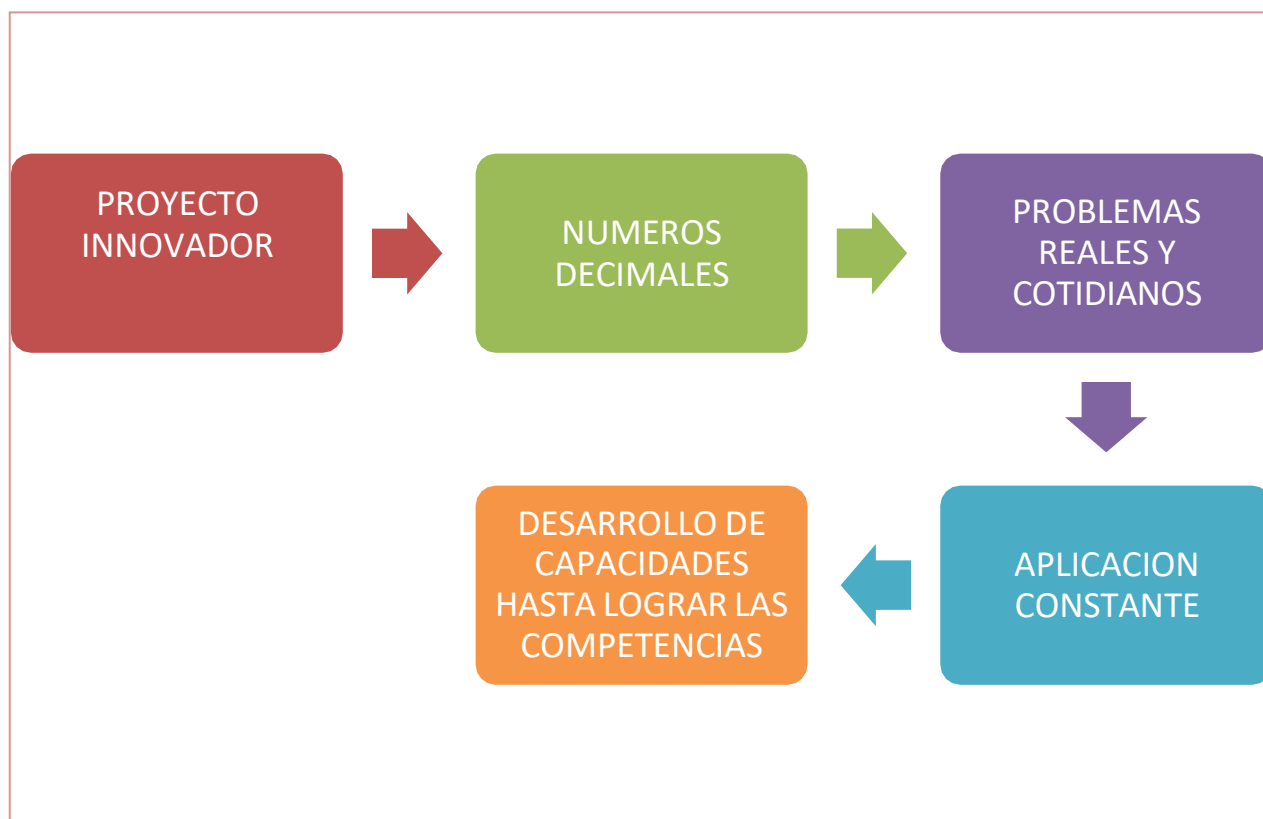 PROYECTO
INNOVADOR
NUMEROS
DECIMALES
PROBLEMAS
REALES Y
COTIDIANOS
APLICACION
CONSTANTE
DESARROLLO DE
CAPACIDADES
HASTA LOGRAR LAS
COMPETENCIAS